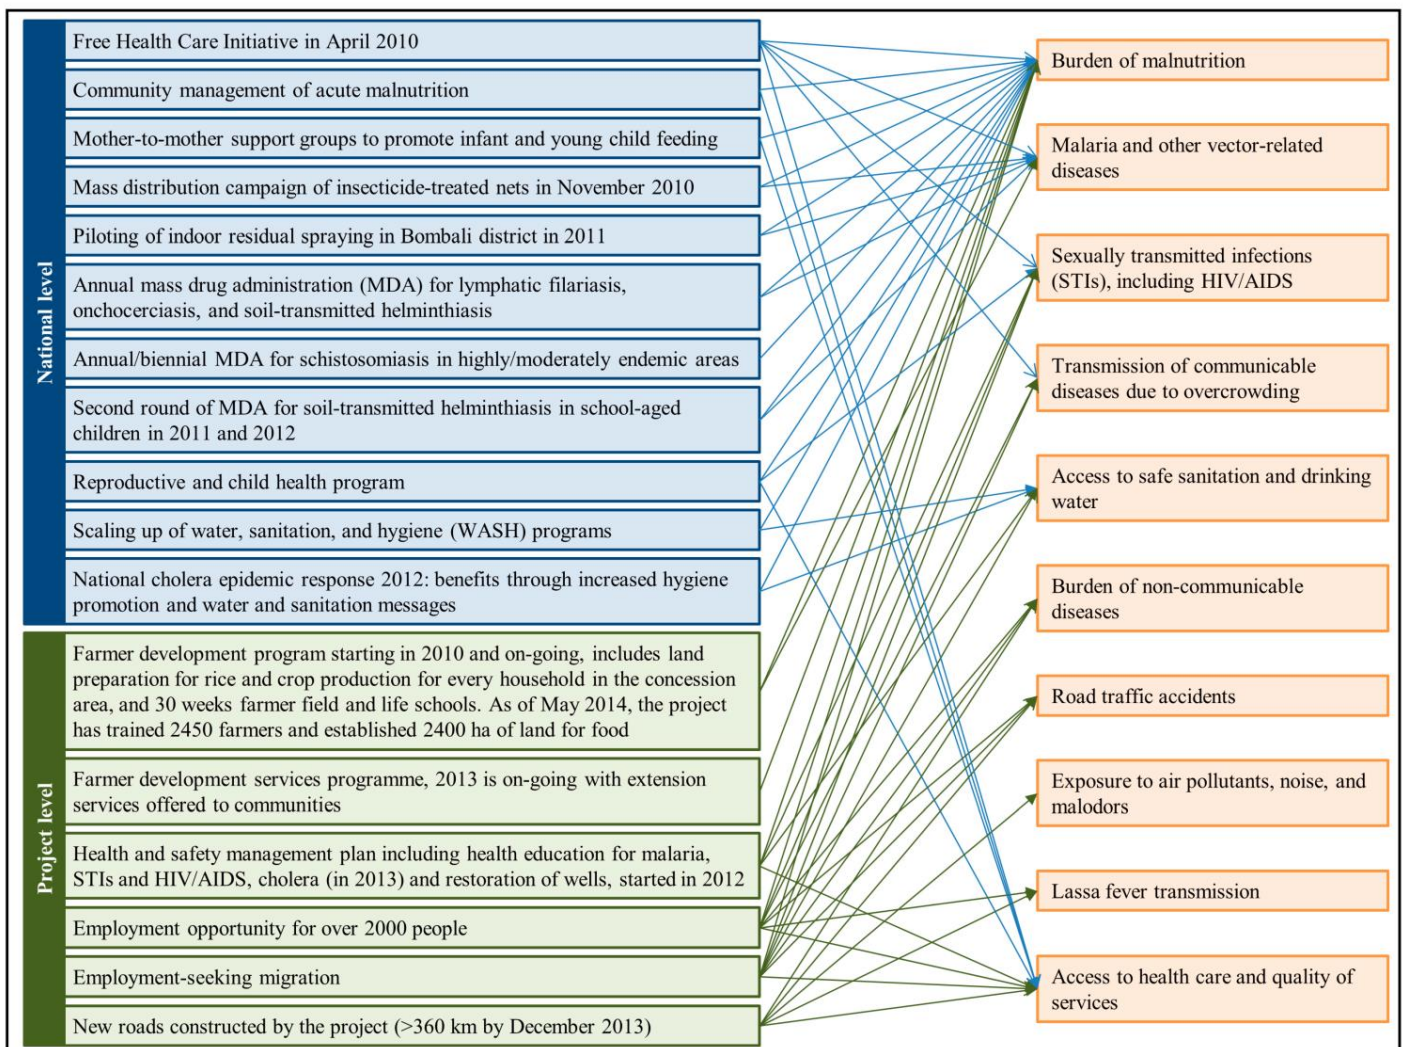 National level
Free Health Care Initiative in April 2010
Community management of acute malnutrition
Mother-to-mother support groups to promote infant and young child feeding
Mass distribution campaign of insecticide-treated nets in November 2010
Piloting of indoor residual spraying in Bombali district in 2011
Annual mass drug administration (MDA) for lymphatic filariasis,
onchocerciasis, and soil-transmitted helminthiasis
Annual/biennial MDA for schistosomiasis in highly/moderately endemic areas
Second round of MDA for soil-transmitted helminthiasis in school-aged
children in 2011 and 2012
Reproductive and child health program
Scaling up of water, sanitation, and hygiene (WASH) programs
National cholera epidemic response 2012: benefits through increased hygiene
promotion and water and sanitation messages
Project level
Farmer development program starting in 2010 and on-going, includes land
preparation for rice and crop production for every household in the concession
area, and 30 weeks farmer field and life schools. As of May 2014, the project
has trained 2450 farmers and established 2400 ha of land for food
Farmer development services programme, 2013 is on-going with extension
services offered to communities
Health and safety management plan including health education for malaria,
STIs and HIV/AIDS, cholera (in 2013) and restoration of wells, started in 2012
Employment opportunity for over 2000 people
Employment-seeking migration
New roads constructed by the project (>360 km by December 2013)
Burden of malnutrition
Malaria and other vector-related
diseases
Sexually transmitted infections
(STIs), including HIV/AIDS
Transmission of communicable
diseases due to overcrowding
Access to safe sanitation and drinking
water
Burden of non-communicable
diseases
Road traffic accidents
Exposure to air pollutants, noise, and
malodors
Lassa fever transmission
Access to health care and quality of
services